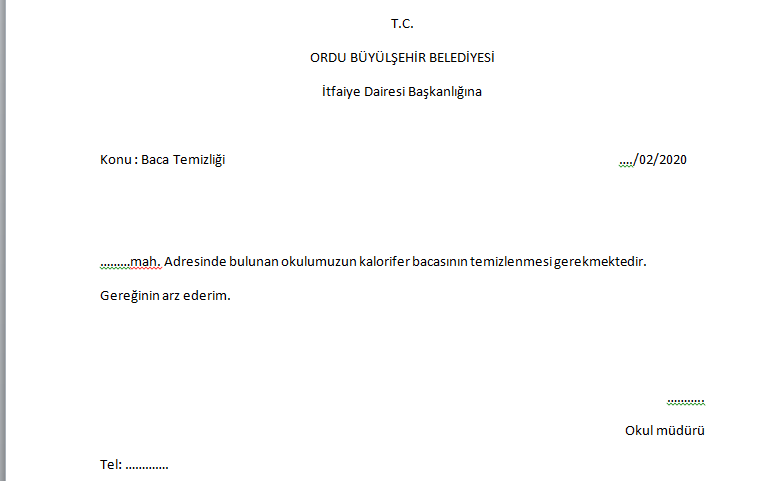 T.C.
ORDU BÜYÜLŞEHİR BELEDİYESİ
İtfaiye Dairesi Başkanlığına
Konu : Baca Temizliği ..../02/2020
.........mah. Adresinde bulunan okulumuzun kalorifer bacasının temizlenmesi gerekmektedir.
Gereğinin arz ederim.
...........
Okul müdürü
Tel: .............